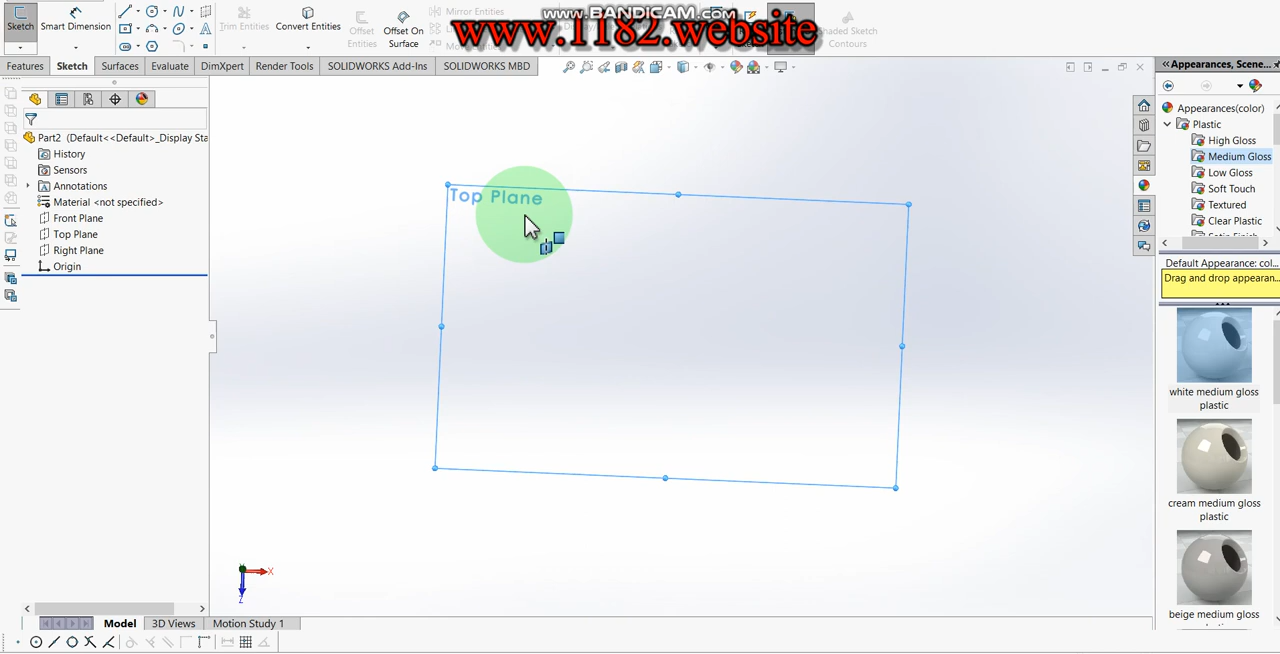 www.BANDICAM.com
www.1182.website
Sketch
Smart Dimension
Trim Entities
Convert Entities
Offset
Entities
Offset On
Surface
Mirror Entities
Shaded Sketch
Contours
Features
Sketch
Surfaces
Evaluate
DimXpert
Render Tools
SOLIDWORKS Add-Ins
SOLIDWORKS MBD
Part2 (Default<<Default>_Display Sta
History
Sensors
Annotations
Material <not specified>
Front Plane
Top Plane
Right Plane
Origin
Top Plane
X
Z
Appearances, Scene...
Appearances(color)
Plastic
High Gloss
Medium Gloss
Low Gloss
Soft Touch
Textured
Clear Plastic
Satin Finish
Default Appearance: col...
Drag and drop appearan...
white medium gloss
plastic
cream medium gloss
plastic
beige medium gloss
Model
3D Views
Motion Study 1